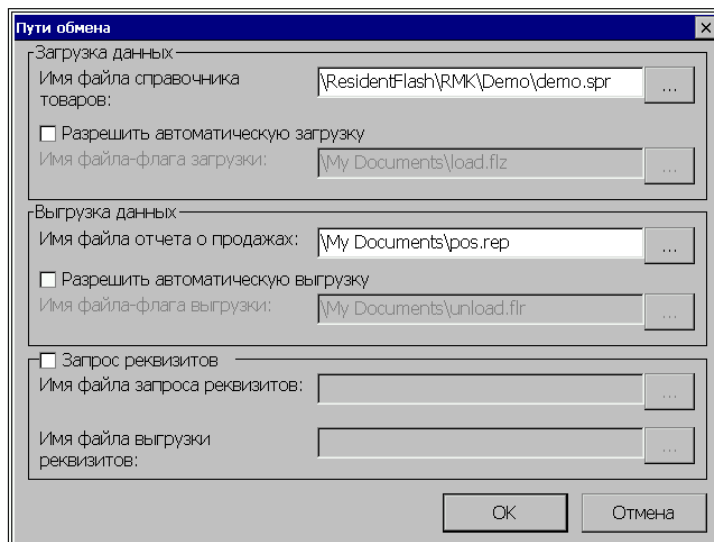 Пути обмена
Загрузка данных
Имя файла справочника
товаров:
\ResidentFlash\RMK\Demo\demo.spr
...
Разрешить автоматическую загрузку
Имя файла-флага загрузки:
\My Documents\load.flz
...
Выгрузка данных
Имя файла отчета о продажах:
\My Documents\pos.rep
...
Разрешить автоматическую выгрузку
Имя файла-флага выгрузки:
\My Documents\unload.flr
...
Запрос реквизитов
Имя файла запроса реквизитов:
...
Имя файла выгрузки
реквизитов:
...
OK
Отмена